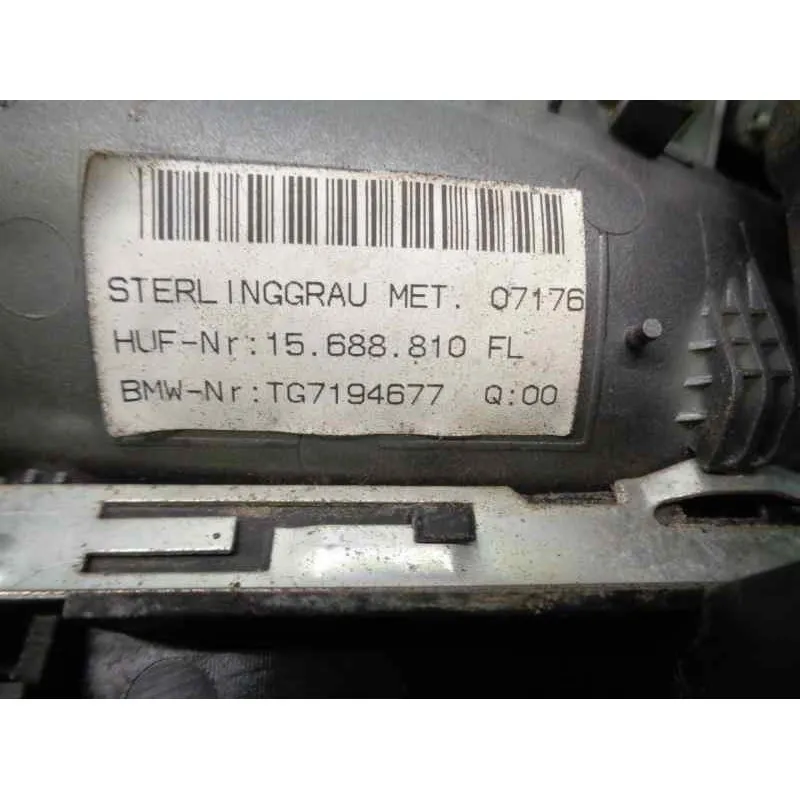 STERLINGGRAU MET. 07176
HUF-Nr:15.688.810 FL
BMW-Nr:TG7194677 Q:00